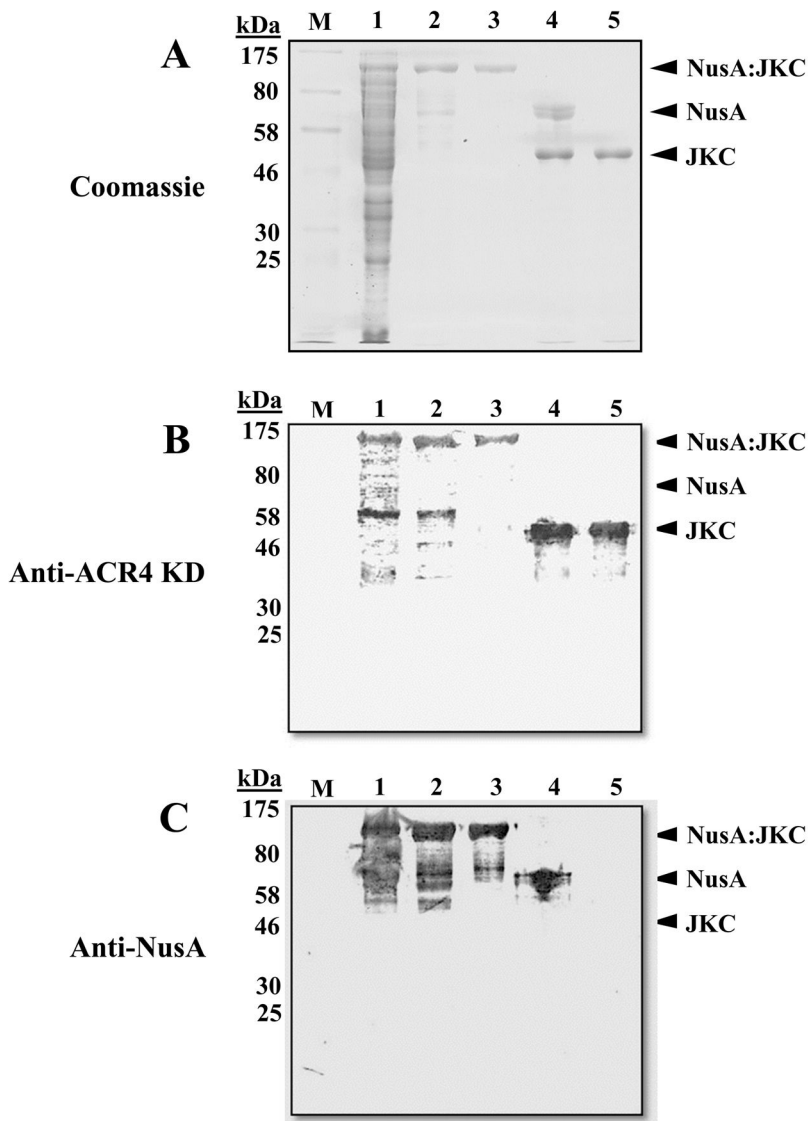 A
kDa M 1 2 3 4 5
175
80
58
46
30
25
Coomassie
NusA:JKC
NusA
JKC
B
kDa M 1 2 3 4 5
175
80
58
46
30
25
Anti-ACR4 KD
NusA:JKC
NusA
JKC
C
kDa M 1 2 3 4 5
175
80
58
46
30
25
Anti-NusA
NusA:JKC
NusA
JKC